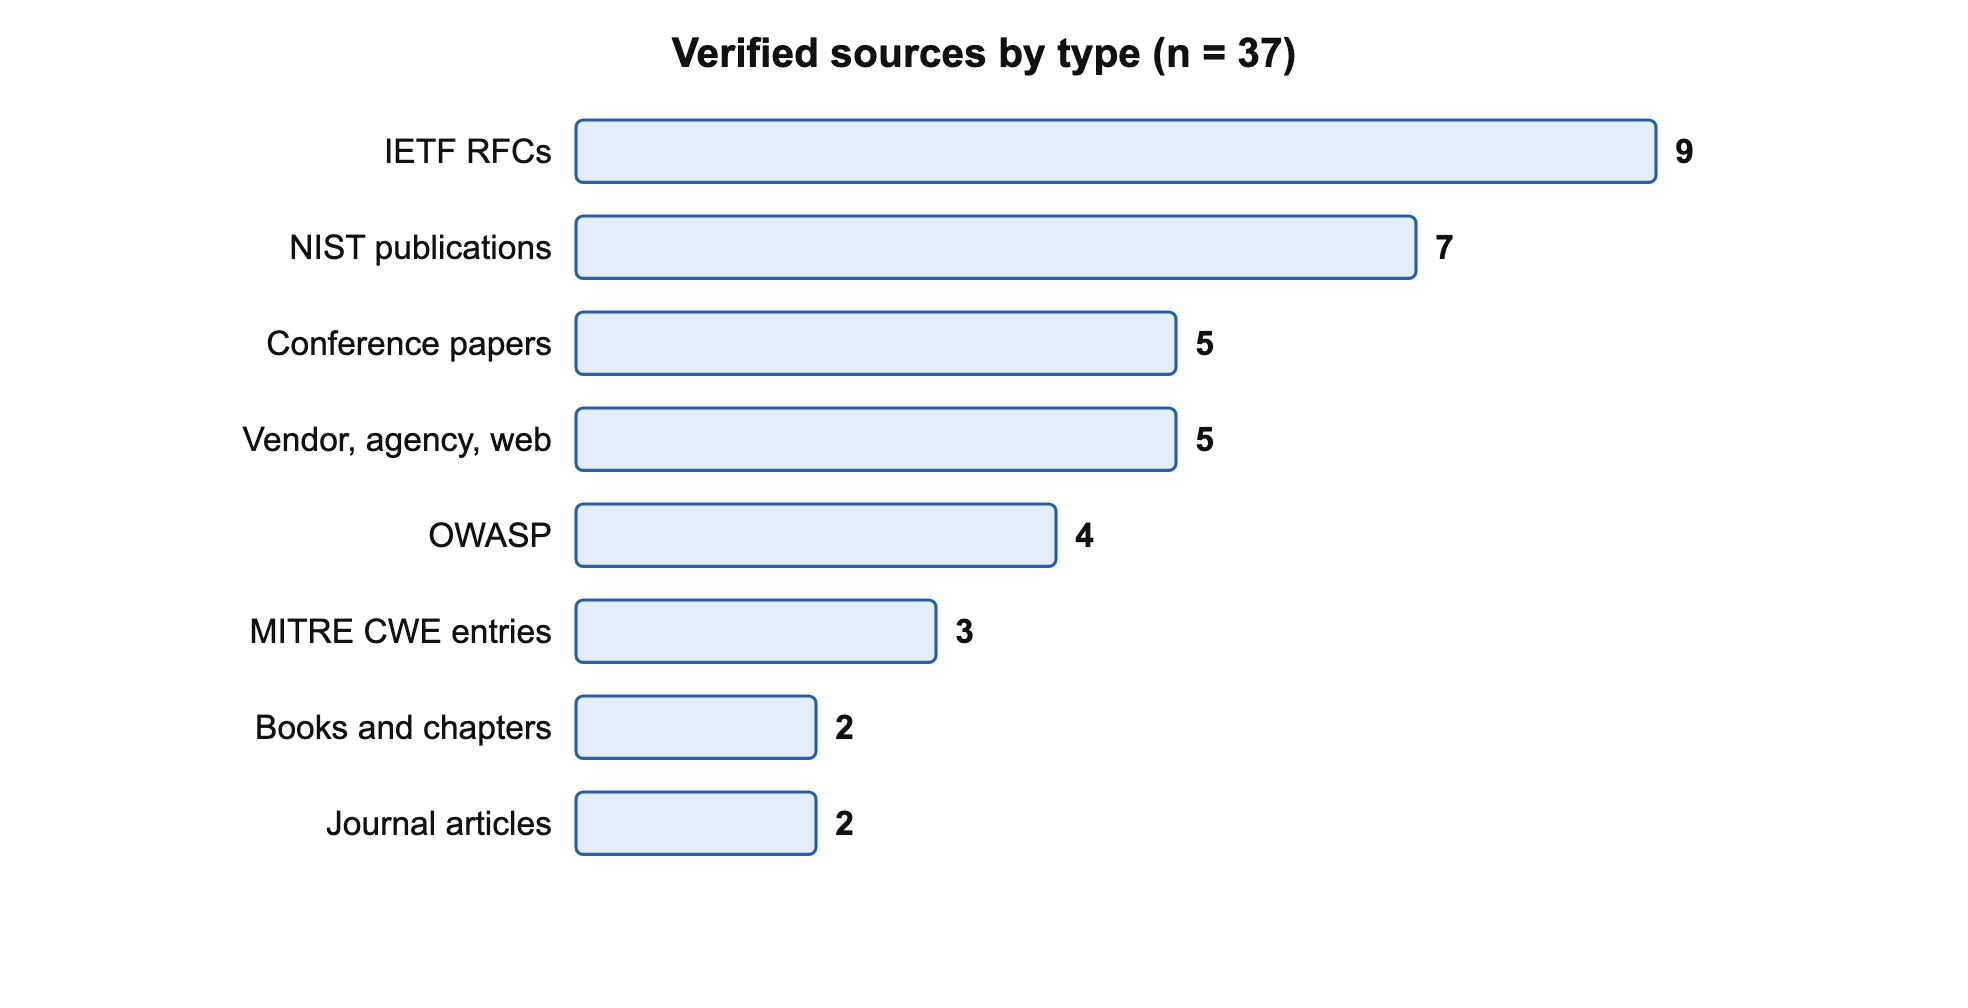 Verified sources by type (n = 37)
IETF RFCs 9
NIST publications 7
Conference papers 5
Vendor, agency, web 5
OWASP 4
MITRE CWE entries 3
Books and chapters 2
Journal articles 2